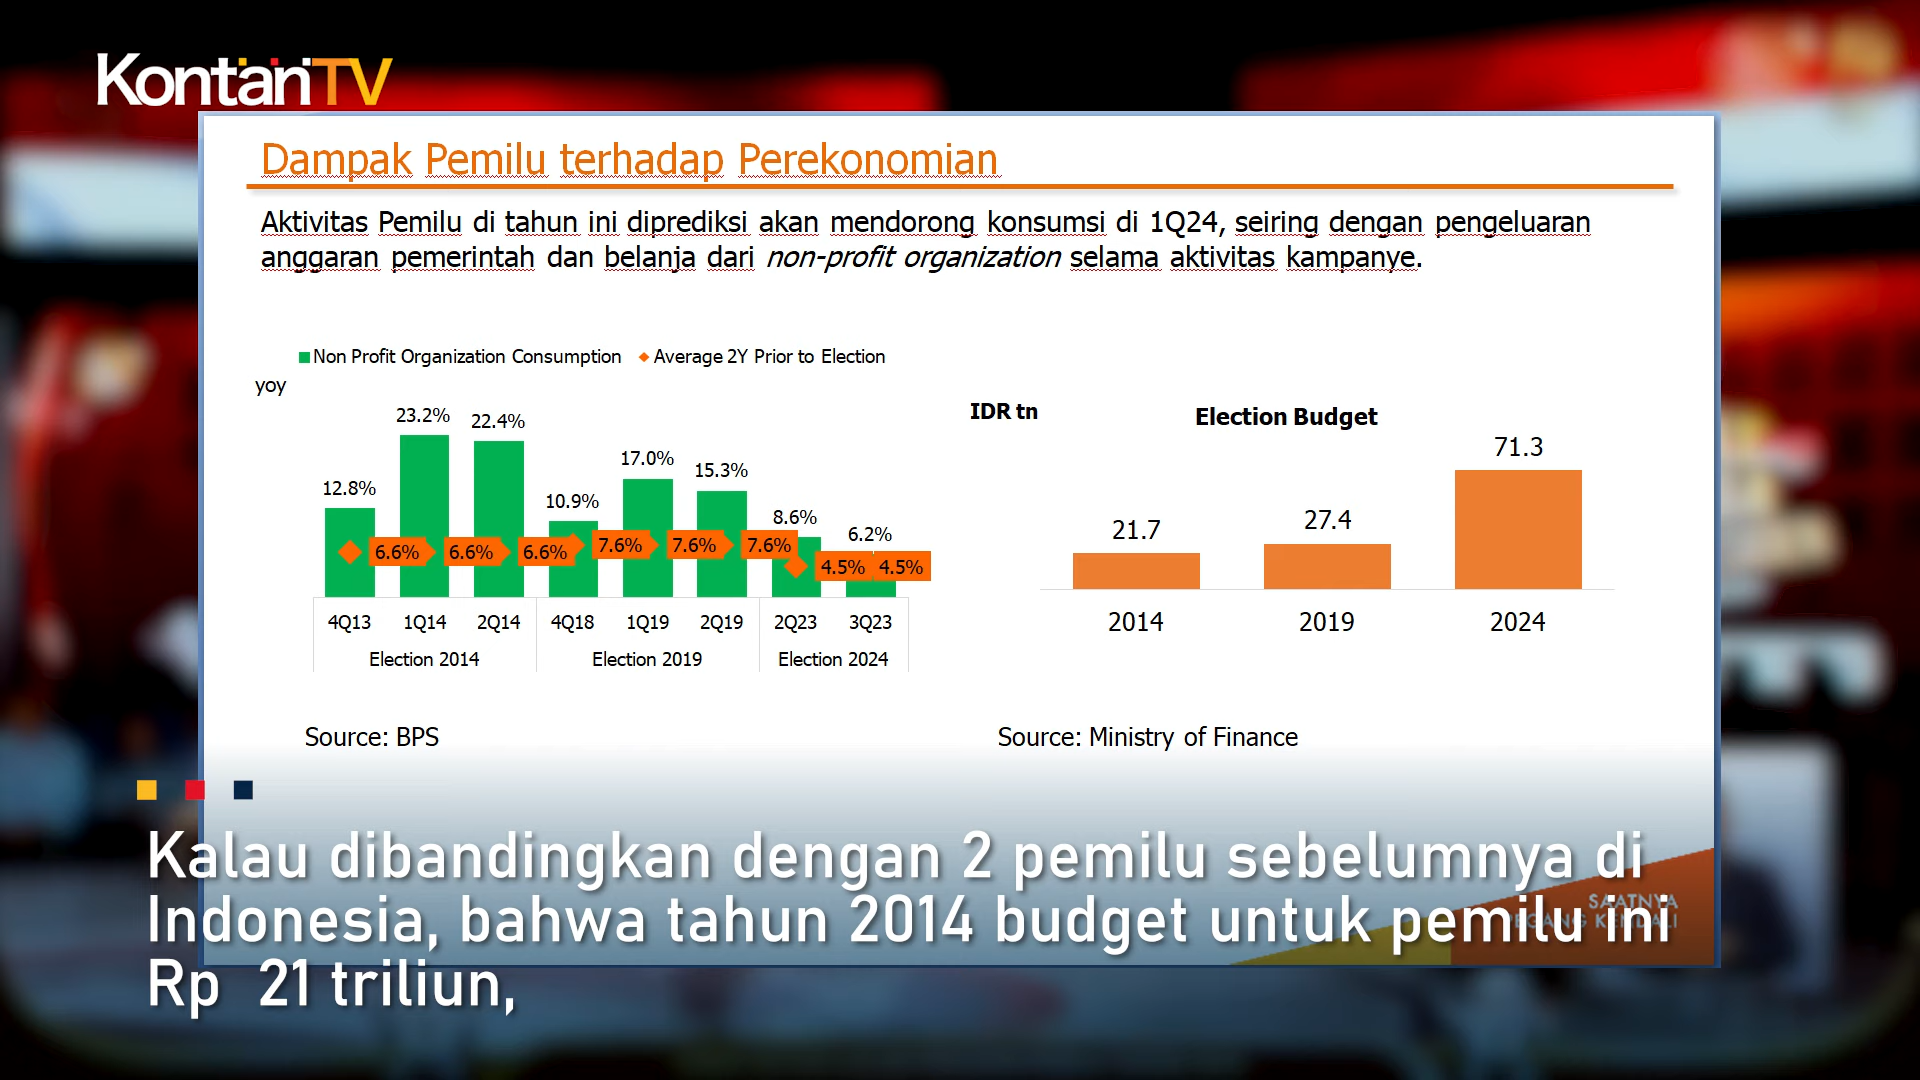 KontanTV
Dampak Pemilu terhadap Perekonomian
Aktivitas Pemilu di tahun ini diprediksi akan mendorong konsumsi di 1Q24, seiring dengan pengeluaran
anggaran pemerintah dan belanja dari non-profit organization selama aktivitas kampanye.
Non Profit Organization Consumption Average 2Y Prior to Election
yoy
23.2% 22.4%
12.8%
17.0% 15.3%
10.9%
8.6%
6.2%
6.6% 6.6% 6.6% 7.6% 7.6% 7.6% 4.5% 4.5%
4Q13 1Q14 2Q14 4Q18 1Q19 2Q19 2Q23 3Q23
Election 2014 Election 2019 Election 2024
Source: BPS
IDR tn
Election Budget
21.7 27.4 71.3
2014 2019 2024
Source: Ministry of Finance
SAATNYA
PEGANG KENDALI
Kalau dibandingkan dengan 2 pemilu sebelumnya di
Indonesia, bahwa tahun 2014 budget untuk pemilu ini
Rp 21 triliun,